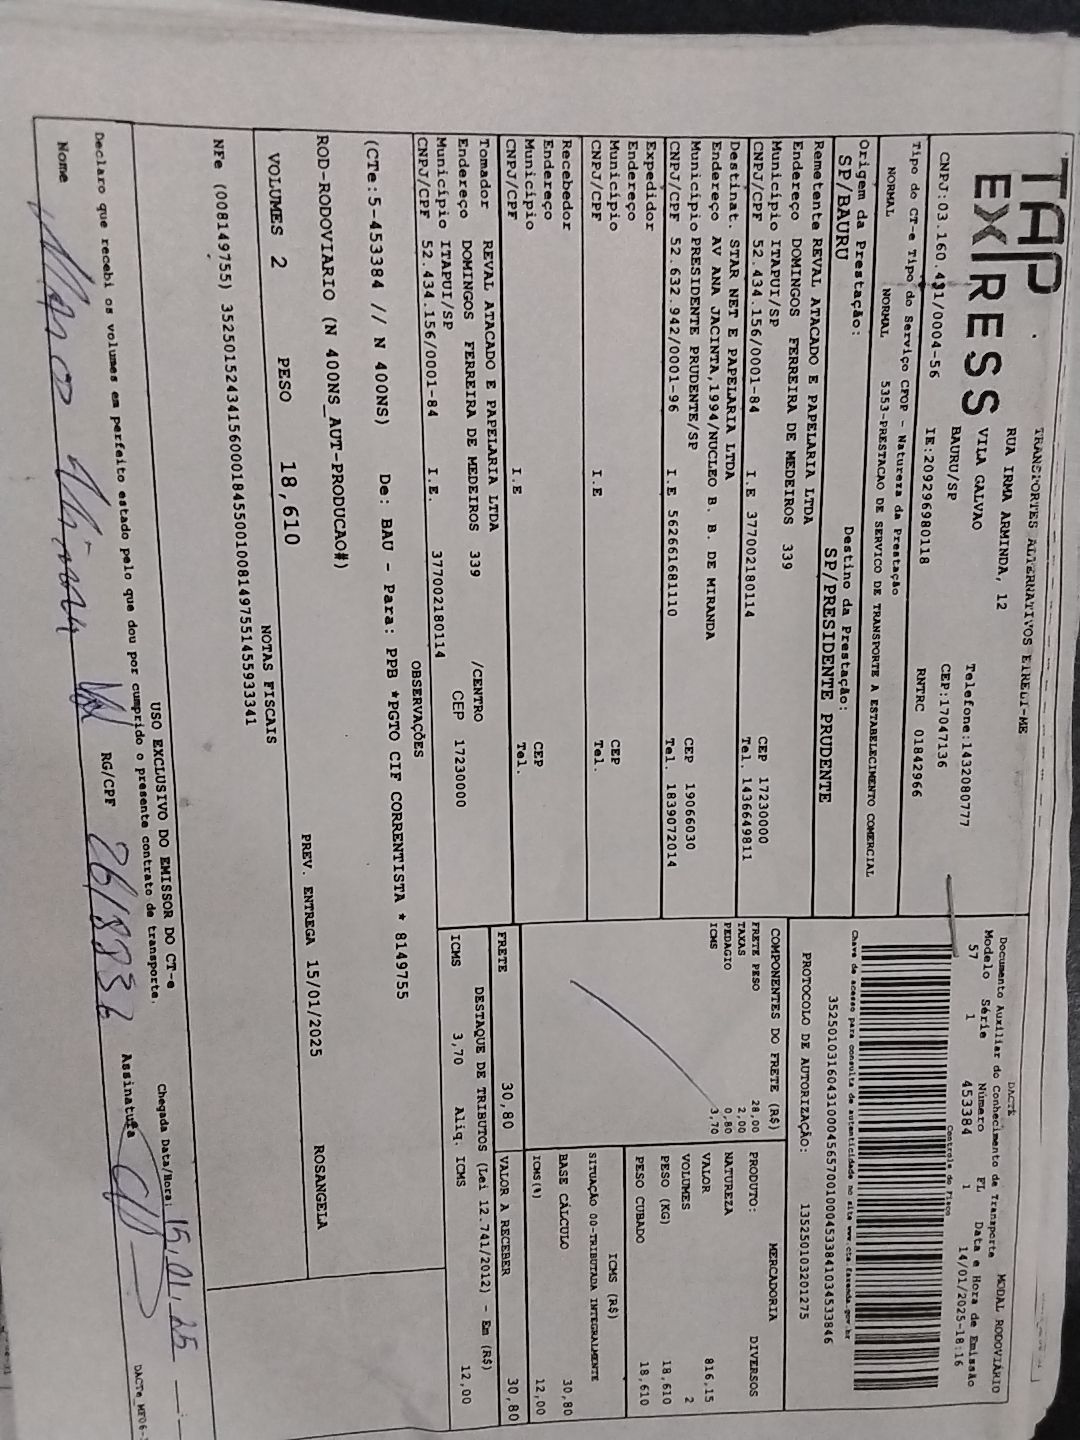 TAP
EXPRESS
TRANSPORTES ALTERNATIVOS EIRELI-ME
RUA IRMA ARMINDA, 12
VILA GALVAO
BAURU/SP
Telefone:1432080777
CEP:17047136
CNPJ:03.160.431/0004-56 IE:209296980118 RNTRC 01842966
DACTE
Documento Auxiliar do Conhecimento de Transporte MODAL RODOVIÁRIO
Modelo Série Número FL Data e Hora de Emissão
57 1 453384 1 14/01/2025-18:16
Controle do Fisco
Chave de acesso para consulta de autenticidade no site www.cte.fazenda.gov.br
35250103160431000456570010004533841034533846
PROTOCOLO DE AUTORIZAÇÃO: 135250103201275
Tipo do CT-e Tipo do Serviço CFOP - Natureza da Prestação
NORMAL NORMAL 5353-PRESTACAO DE SERVICO DE TRANSPORTE A ESTABELECIMENTO COMERCIAL
Origem da Prestação: Destino da Prestação:
SP/BAURU SP/PRESIDENTE PRUDENTE
Remetente REVAL ATACADO E PAPELARIA LTDA
Endereço DOMINGOS FERREIRA DE MEDEIROS 339
Município ITAPUI/SP CEP 17230000
CNPJ/CPF 52.434.156/0001-84 I.E 377002180114 Tel. 1436649811
Destinat. STAR NET E PAPELARIA LTDA
Endereço AV ANA JACINTA,1994/NUCLEO B. B. DE MIRANDA
Município PRESIDENTE PRUDENTE/SP CEP 19066030
CNPJ/CPF 52.632.942/0001-96 I.E 562661681110 Tel. 1839072014
Expedidor
Endereço
Município CEP
CNPJ/CPF I.E Tel.
Recebedor
Endereço
Município CEP
CNPJ/CPF I.E Tel.
Tomador REVAL ATACADO E PAPELARIA LTDA
Endereço DOMINGOS FERREIRA DE MEDEIROS 339 /CENTRO
Município ITAPUI/SP CEP 17230000
CNPJ/CPF 52.434.156/0001-84 I.E. 377002180114
COMPONENTES DO FRETE (R$)
FRETE PESO 28,00
TAXAS 2,00
PEDAGIO 0,80
ICMS 3,70
MERCADORIA
PRODUTO: DIVERSOS
NATUREZA
VALOR 816,15
VOLUMES 2
PESO (KG) 18,610
PESO CUBADO 18,610
ICMS (R$)
SITUAÇÃO 00-TRIBUTADA INTEGRALMENTE
BASE CÁLCULO 30,80
ICMS(%) 12,00
FRETE 30,80 VALOR A RECEBER 30,80
DESTAQUE DE TRIBUTOS (Lei 12.741/2012) - Em (R$)
ICMS 3,70 Aliq. ICMS 12,00
OBSERVAÇÕES
(CTe:5-453384 // N 400NS) De: BAU - Para: PPB *PGTO CIF CORRENTISTA * 8149755
ROD-RODOVIARIO (N 400NS_AUT-PRODUCAO#)
PREV. ENTREGA 15/01/2025 ROSANGELA
VOLUMES 2 PESO 18,610
NOTAS FISCAIS
NFe (008149755) 35250152434156000184550010081497551455933341
USO EXCLUSIVO DO EMISSOR DO CT-e
Declaro que recebi os volumes em perfeito estado pelo que dou por cumprido o presente contrato de transporte.
Chegada Data/Hora: 15.01.25
Nome RG/CPF Assinatura